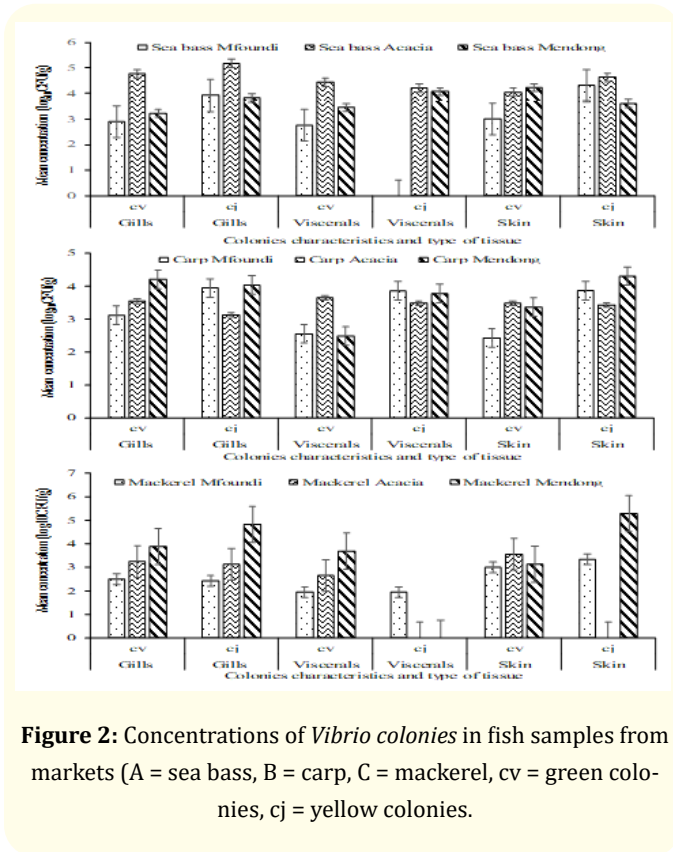 Sea bass Mfoundi Sea bass Acacia Sea bass Mendong
6
5
4
3
2
1
0
Mean concentration
cv cj cv cj cv cj
Gills Gills Viscerals Viscerals Skin Skin
Colonies characteristics and type of tissue
Carp Mfoundi Carp Acacia Carp Mendong
5
4
3
2
1
0
Mean concentration
cv cj cv cj cv cj
Gills Gills Viscerals Viscerals Skin Skin
Colonies characteristics and type of tissue
Mackerel Mfoundi Mackerel Acacia Mackerel Mendong
7
6
5
4
3
2
1
0
Mean concentration
cv cj cv cj cv cj
Gills Gills Viscerals Viscerals Skin Skin
Colonies characteristics and type of tissue
Figure 2: Concentrations of Vibrio colonies in fish samples from
markets (A = sea bass, B = carp, C = mackerel, cv = green colo-
nies, cj = yellow colonies.